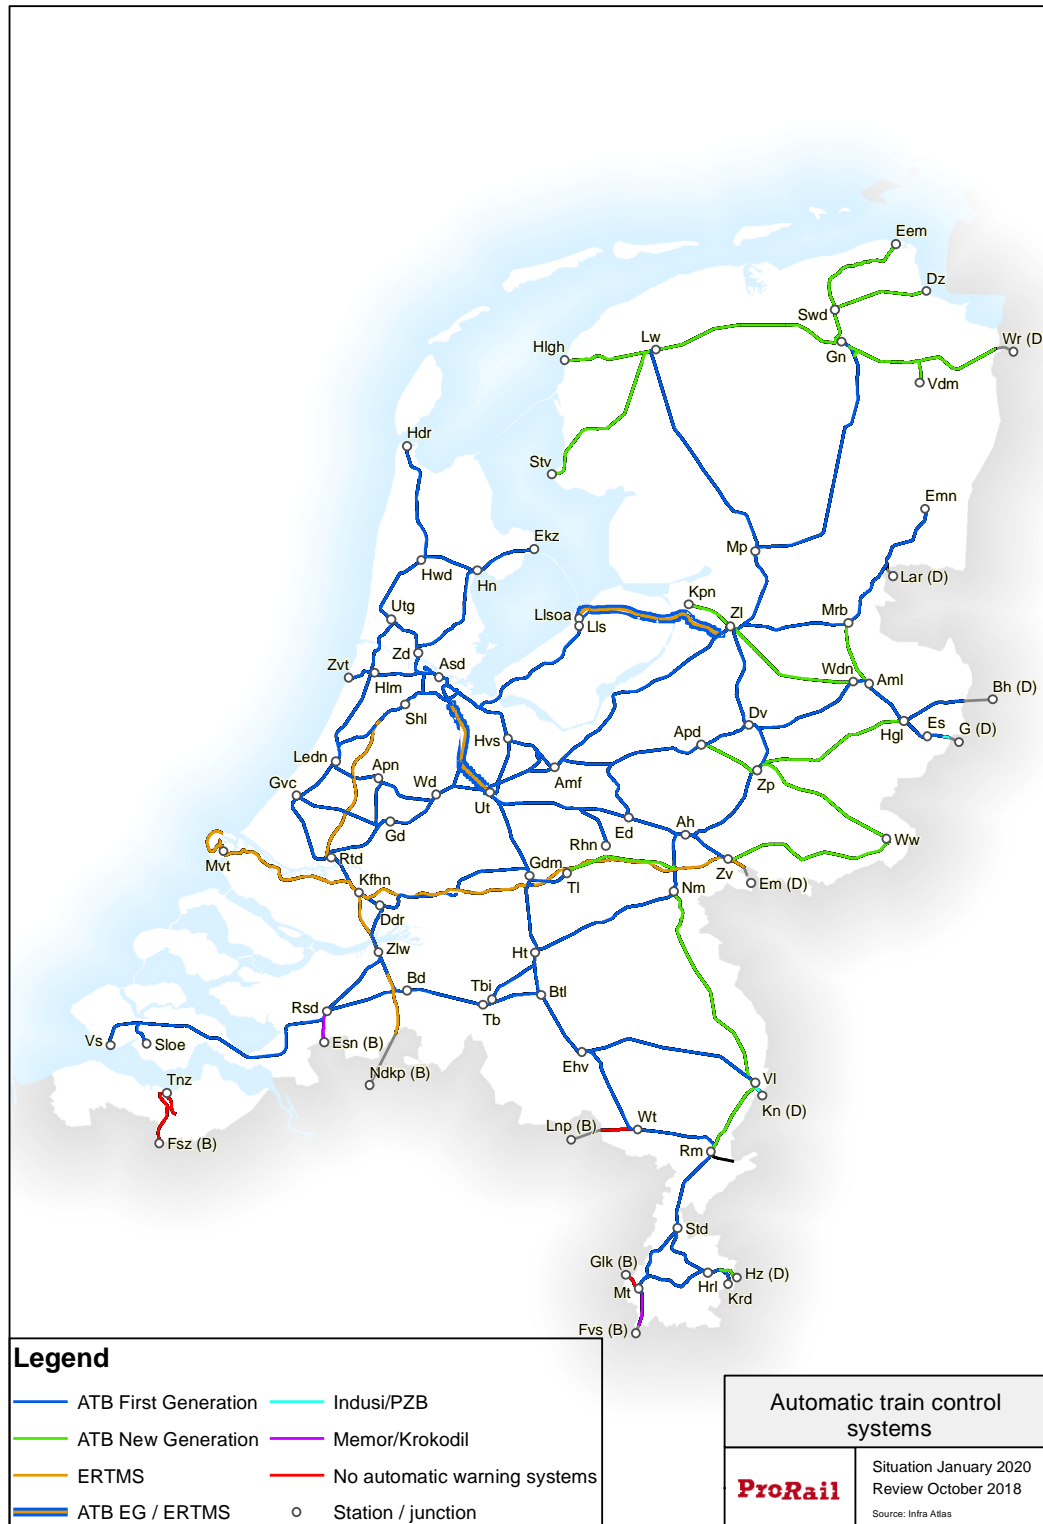 Eem
Dz
Swd
Wr (D
Hlgh
Lw
Gn
Vdm
Hdr
Stv
Emn
Ekz
Mp
Hwd
Hn
Lar (D)
Kpn
Utg
Llsoa
Zl
Mrb
Lls
Zd
Zvt
Asd
Wdn
Aml
Hlm
Bh (D)
Shl
Dv
Es
Hvs
Apd
Hgl
G (D)
Ledn
Apn
Gvc
Wd
Amf
Zp
Ut
Gd
Ed
Ah
Rhn
Ww
Mvt
Rtd
Gdm
Zv
Kfhn
Tl
Em (D)
Nm
Ddr
Zlw
Ht
Bd
Tbi
Btl
Rsd
Tb
Vs
Sloe
Esn (B)
Ehv
Ndkp (B)
Tnz
Vl
Kn (D)
Lnp (B)
Wt
Fsz (B)
Rm
Std
Glk (B)
Mt
Hrl
Hz (D)
Krd
Fvs (B)
Legend
ATB First Generation
ATB New Generation
ERTMS
ATB EG / ERTMS
Indusi/PZB
Memor/Krokodil
No automatic warning systems
Station / junction
Automatic train control
systems
ProRail
Situation January 2020
Review October 2018
Source: Infra Atlas